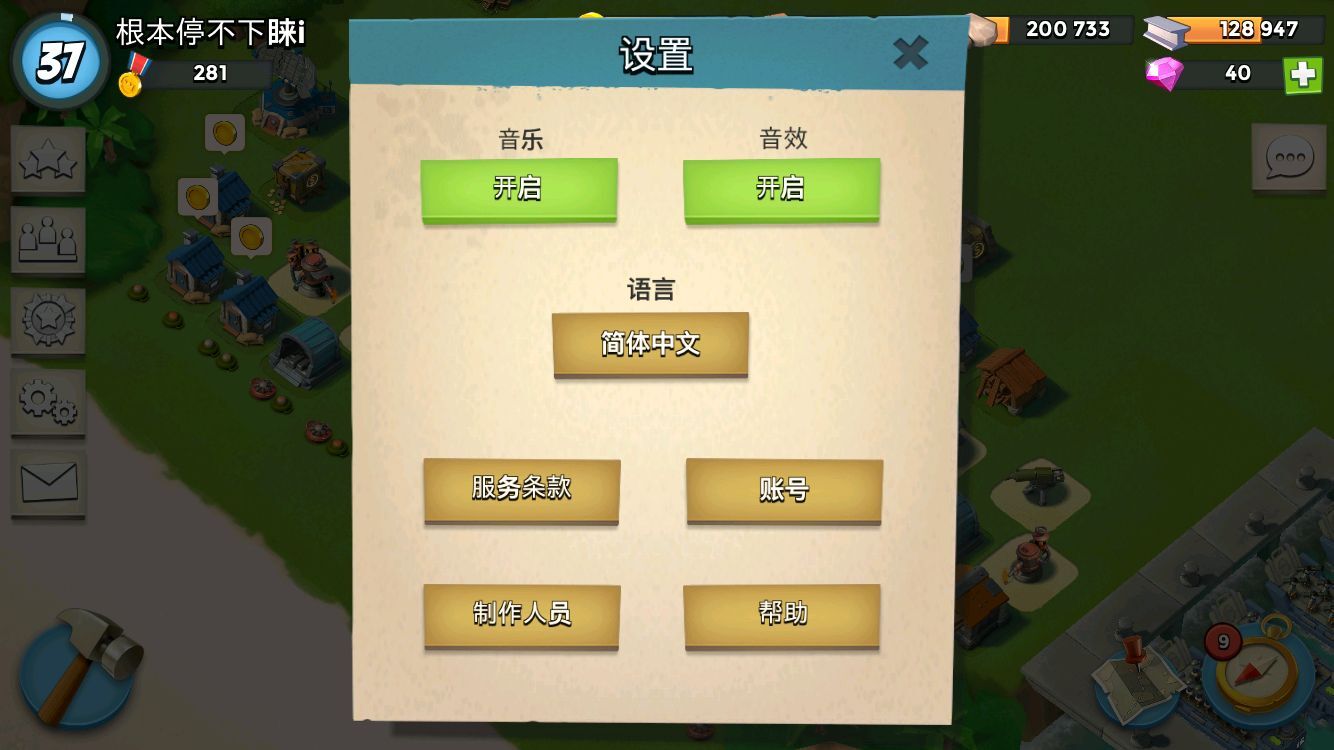 37
根本停不下睐i
281
200 733
128 947
40
设置
音乐
音效
开启
开启
语言
简体中文
服务条款
账号
制作人员
帮助
9